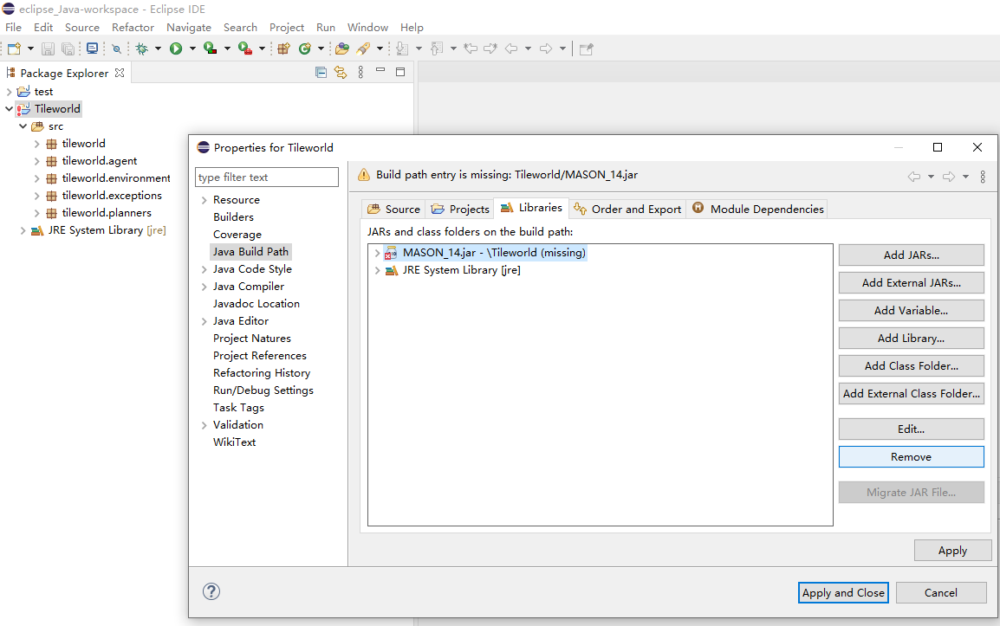 eclipse_Java-workspace - Eclipse IDE
File Edit Source Refactor Navigate Search Project Run Window Help
Package Explorer
test
Tileworld
src
tileworld
tileworld.agent
tileworld.environment
tileworld.exceptions
tileworld.planners
JRE System Library [jre]
Properties for Tileworld
type filter text
Resource
Builders
Coverage
Java Build Path
Java Code Style
Java Compiler
Javadoc Location
Java Editor
Project Natures
Project References
Refactoring History
Run/Debug Settings
Task Tags
Validation
WikiText
Build path entry is missing: Tileworld/MASON_14.jar
Source Projects Libraries Order and Export Module Dependencies
JARs and class folders on the build path:
MASON_14.jar - \Tileworld (missing)
JRE System Library [jre]
Add JARs...
Add External JARs...
Add Variable...
Add Library...
Add Class Folder...
Add External Class Folder...
Edit...
Remove
Migrate JAR File...
Apply
Apply and Close Cancel